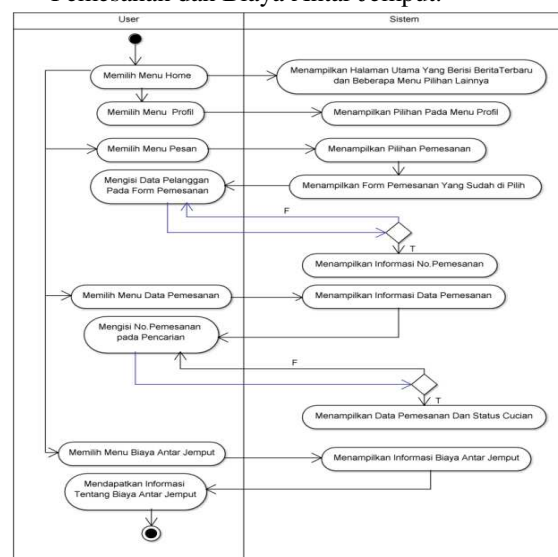 Pemesanan dan Biaya Antar Jemput.
User
Sistem
Memilih Menu Home
Menampilkan Halaman Utama Yang Berisi BeritaTerbaru
dan Beberapa Menu Pilihan Lainnya
Memilih Menu Profil
Menampilkan Pilihan Pada Menu Profil
Memilih Menu Pesan
Menampilkan Pilihan Pemesanan
Mengisi Data Pelanggan
Pada Form Pemesanan
Menampilkan Form Pemesanan Yang Sudah di Pilih
F
T
Menampilkan Informasi No.Pemesanan
Memilih Menu Data Pemesanan
Menampilkan Informasi Data Pemesanan
Mengisi No.Pemesanan
pada Pencarian
F
T
Menampilkan Data Pemesanan Dan Status Cucian
Memilih Menu Biaya Antar Jemput
Menampilkan Informasi Biaya Antar Jemput
Mendapatkan Informasi
Tentang Biaya Antar Jemput